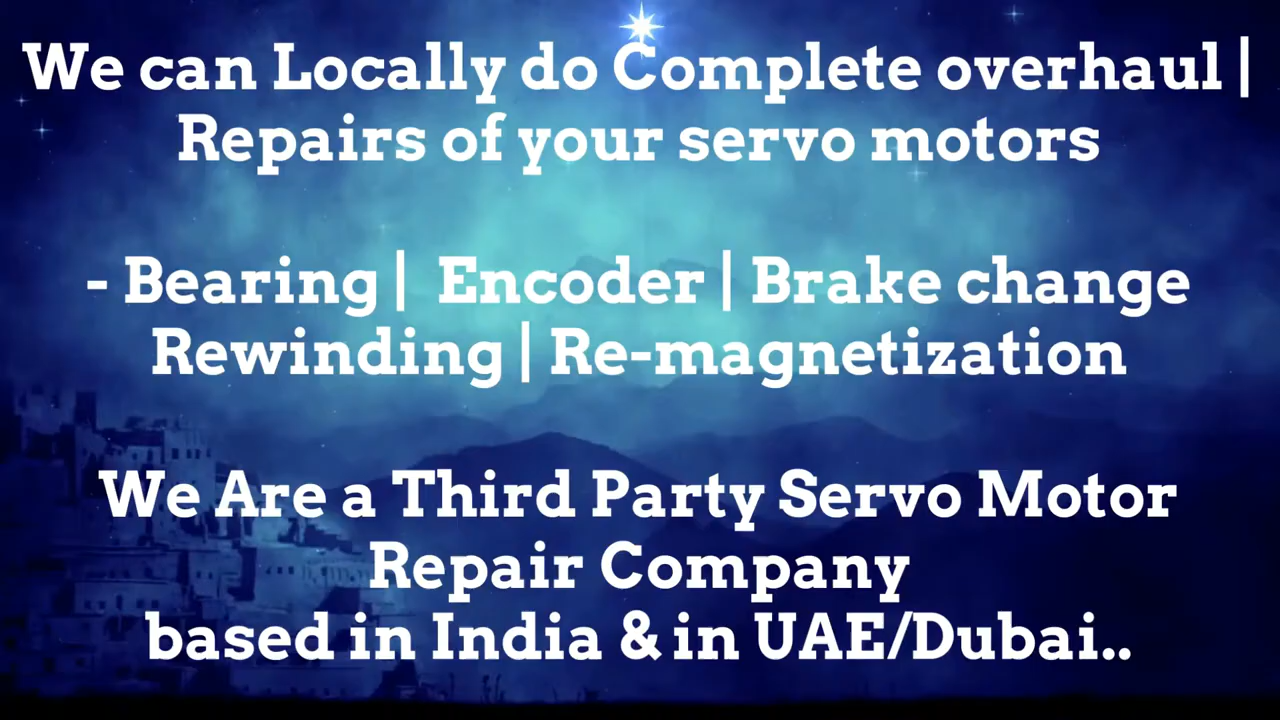 We can Locally do Complete overhaul |
Repairs of your servo motors
- Bearing | Encoder | Brake change
Rewinding | Re-magnetization
We Are a Third Party Servo Motor
Repair Company
based in India & in UAE/Dubai..